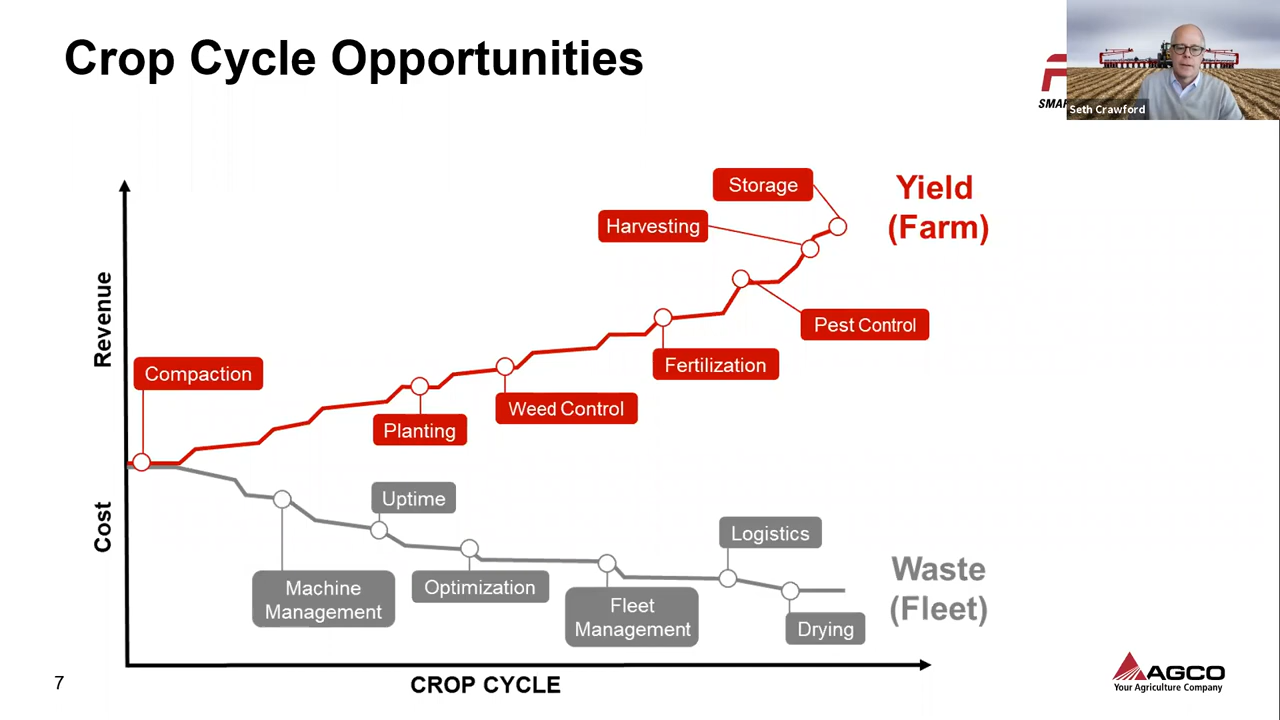 Crop Cycle Opportunities
Seth Crawford
Storage
Yield
(Farm)
Harvesting
Revenue
Pest Control
Compaction
Fertilization
Weed Control
Planting
Cost
Uptime
Logistics
Machine
Management
Optimization
Fleet
Management
Waste
(Fleet)
Drying
7
CROP CYCLE
AGCO
Your Agriculture Company